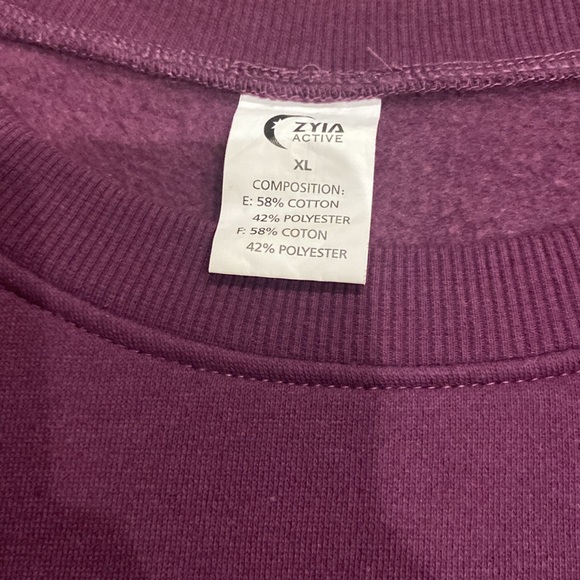 ZYIA
ACTIVE
XL
COMPOSITION:
E: 58% COTTON
42% POLYESTER
F: 58% COTON
42% POLYESTER